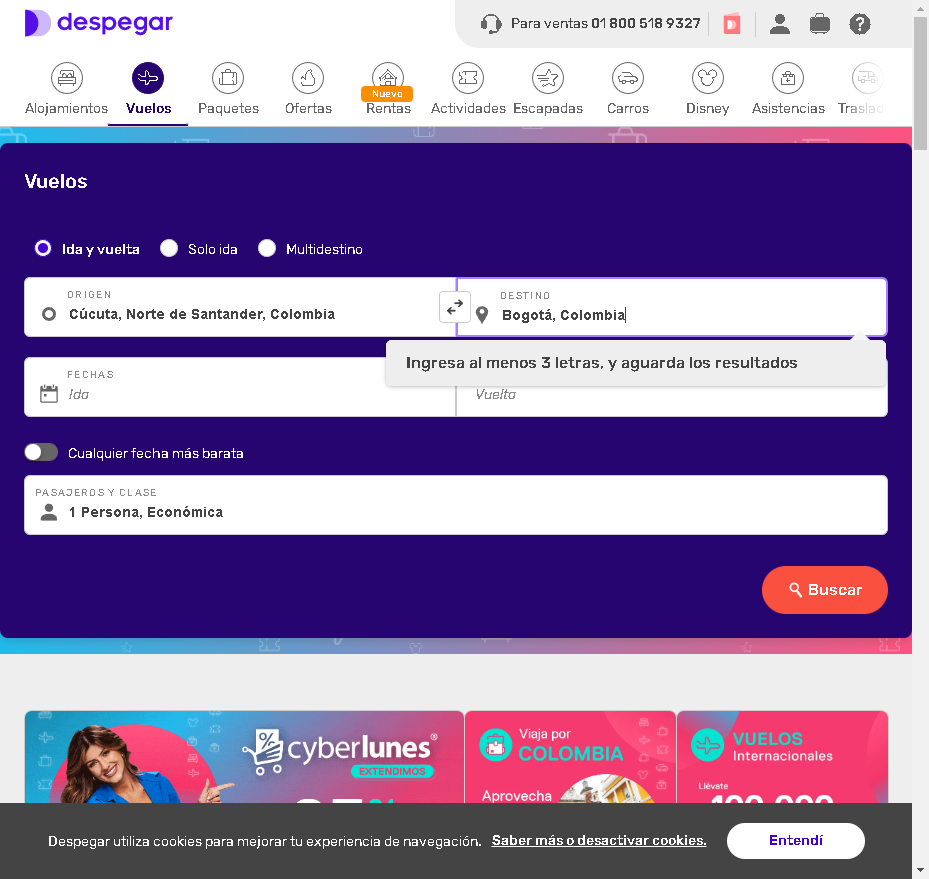 despegar
Para ventas 01 800 518 9327
Alojamientos
Vuelos
Paquetes
Ofertas
Nuevo
Rentas
Actividades
Escapadas
Carros
Disney
Asistencias
Traslad
Vuelos
Ida y vuelta
Solo ida
Multidestino
ORIGEN
Cúcuta, Norte de Santander, Colombia
DESTINO
Bogotá, Colombia
Ingresa al menos 3 letras, y aguarda los resultados
FECHAS
Ida
Vuelta
Cualquier fecha más barata
PASAJEROS Y CLASE
1 Persona, Económica
Buscar
cyberlunes®
EXTENDIMOS
Viaja por
COLOMBIA
Aprovecha
VUELOS
Internacionales
Llévate
Despegar utiliza cookies para mejorar tu experiencia de navegación. Saber más o desactivar cookies.
Entendí